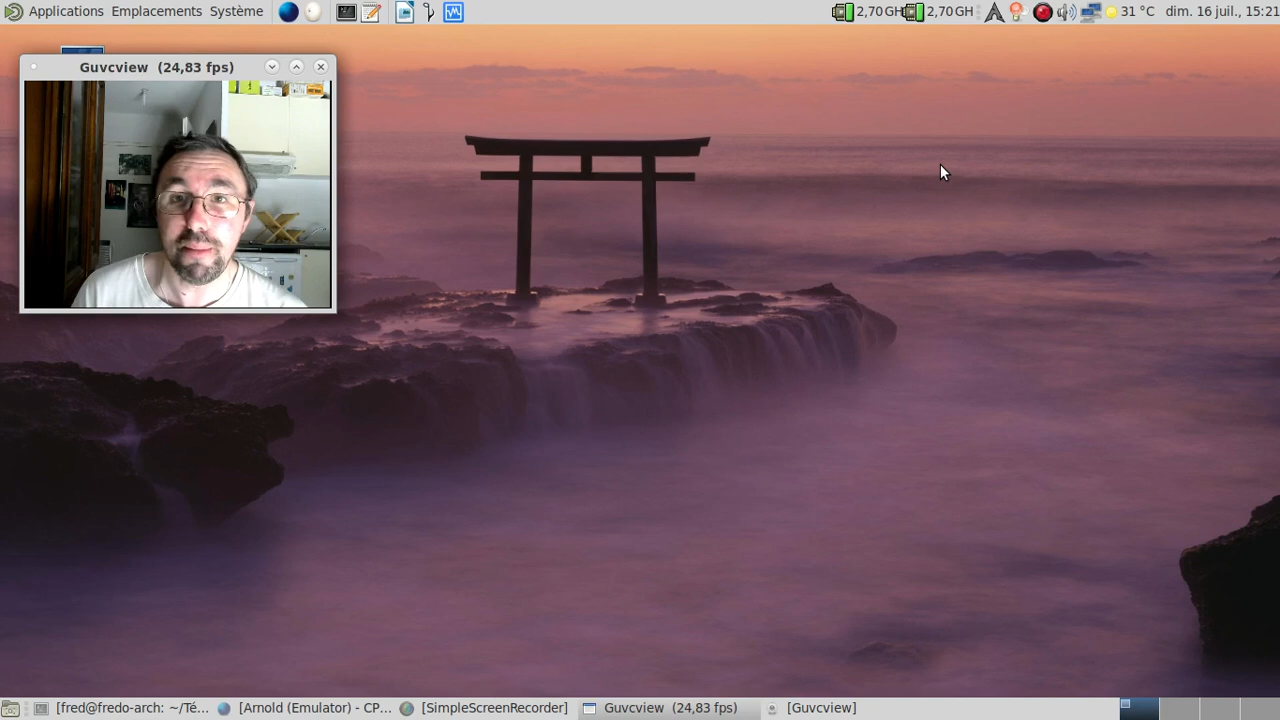 Applications Emplacements Système 2,70 GH 2,70 GH 31 °C dim. 16 juil., 15:21
Guvcview (24,83 fps)
[fred@fredo-arch: ~/Té... [Arnold (Emulator) - CP... [SimpleScreenRecorder] Guvcview (24,83 fps) [Guvcview]